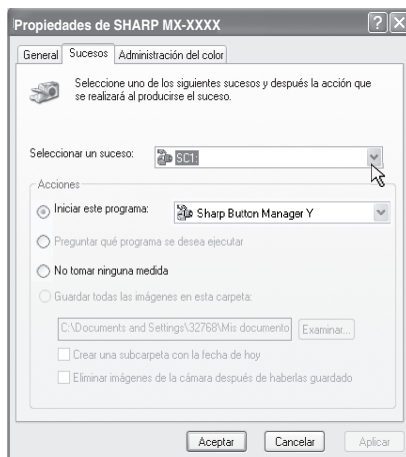 Propiedades de SHARP MX-XXXX
General Sucesos Administración del color
Seleccione uno de los siguientes sucesos y después la acción que
se realizará al producirse el suceso.
Seleccionar un suceso: SC1:
Acciones
Iniciar este programa: Sharp Button Manager Y
Preguntar qué programa se desea ejecutar
No tomar ninguna medida
Guardar todas las imágenes en esta carpeta:
C:\Documents and Settings\32768\Mis documento Examinar...
Crear una subcarpeta con la fecha de hoy
Eliminar imágenes de la cámara después de haberlas guardado
Aceptar Cancelar Aplicar